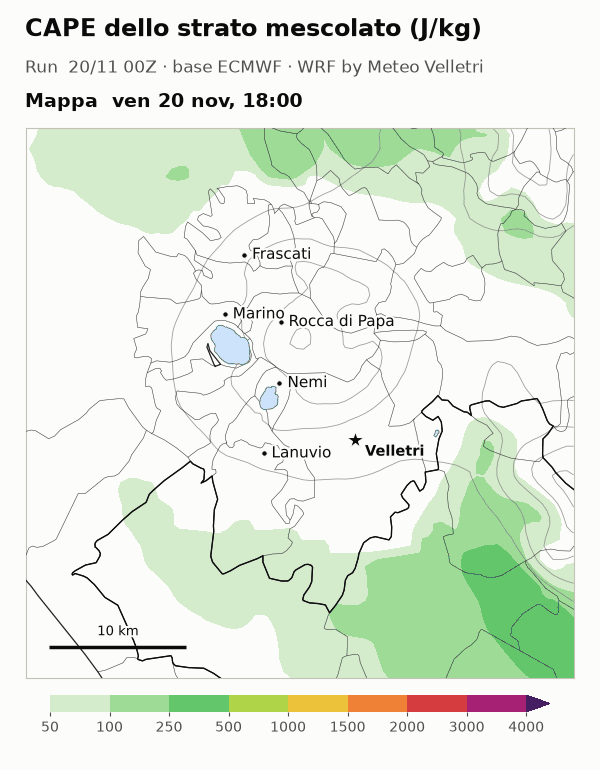 CAPE dello strato mescolato (J/kg)
Run  20/11 00Z · base ECMWF · WRF by Meteo Velletri
Mappa  ven 20 nov, 18:00
Frascati
Marino
Rocca di Papa
Nemi
Velletri
Lanuvio
10 km
50 100 250 500 1000 1500 2000 3000 4000